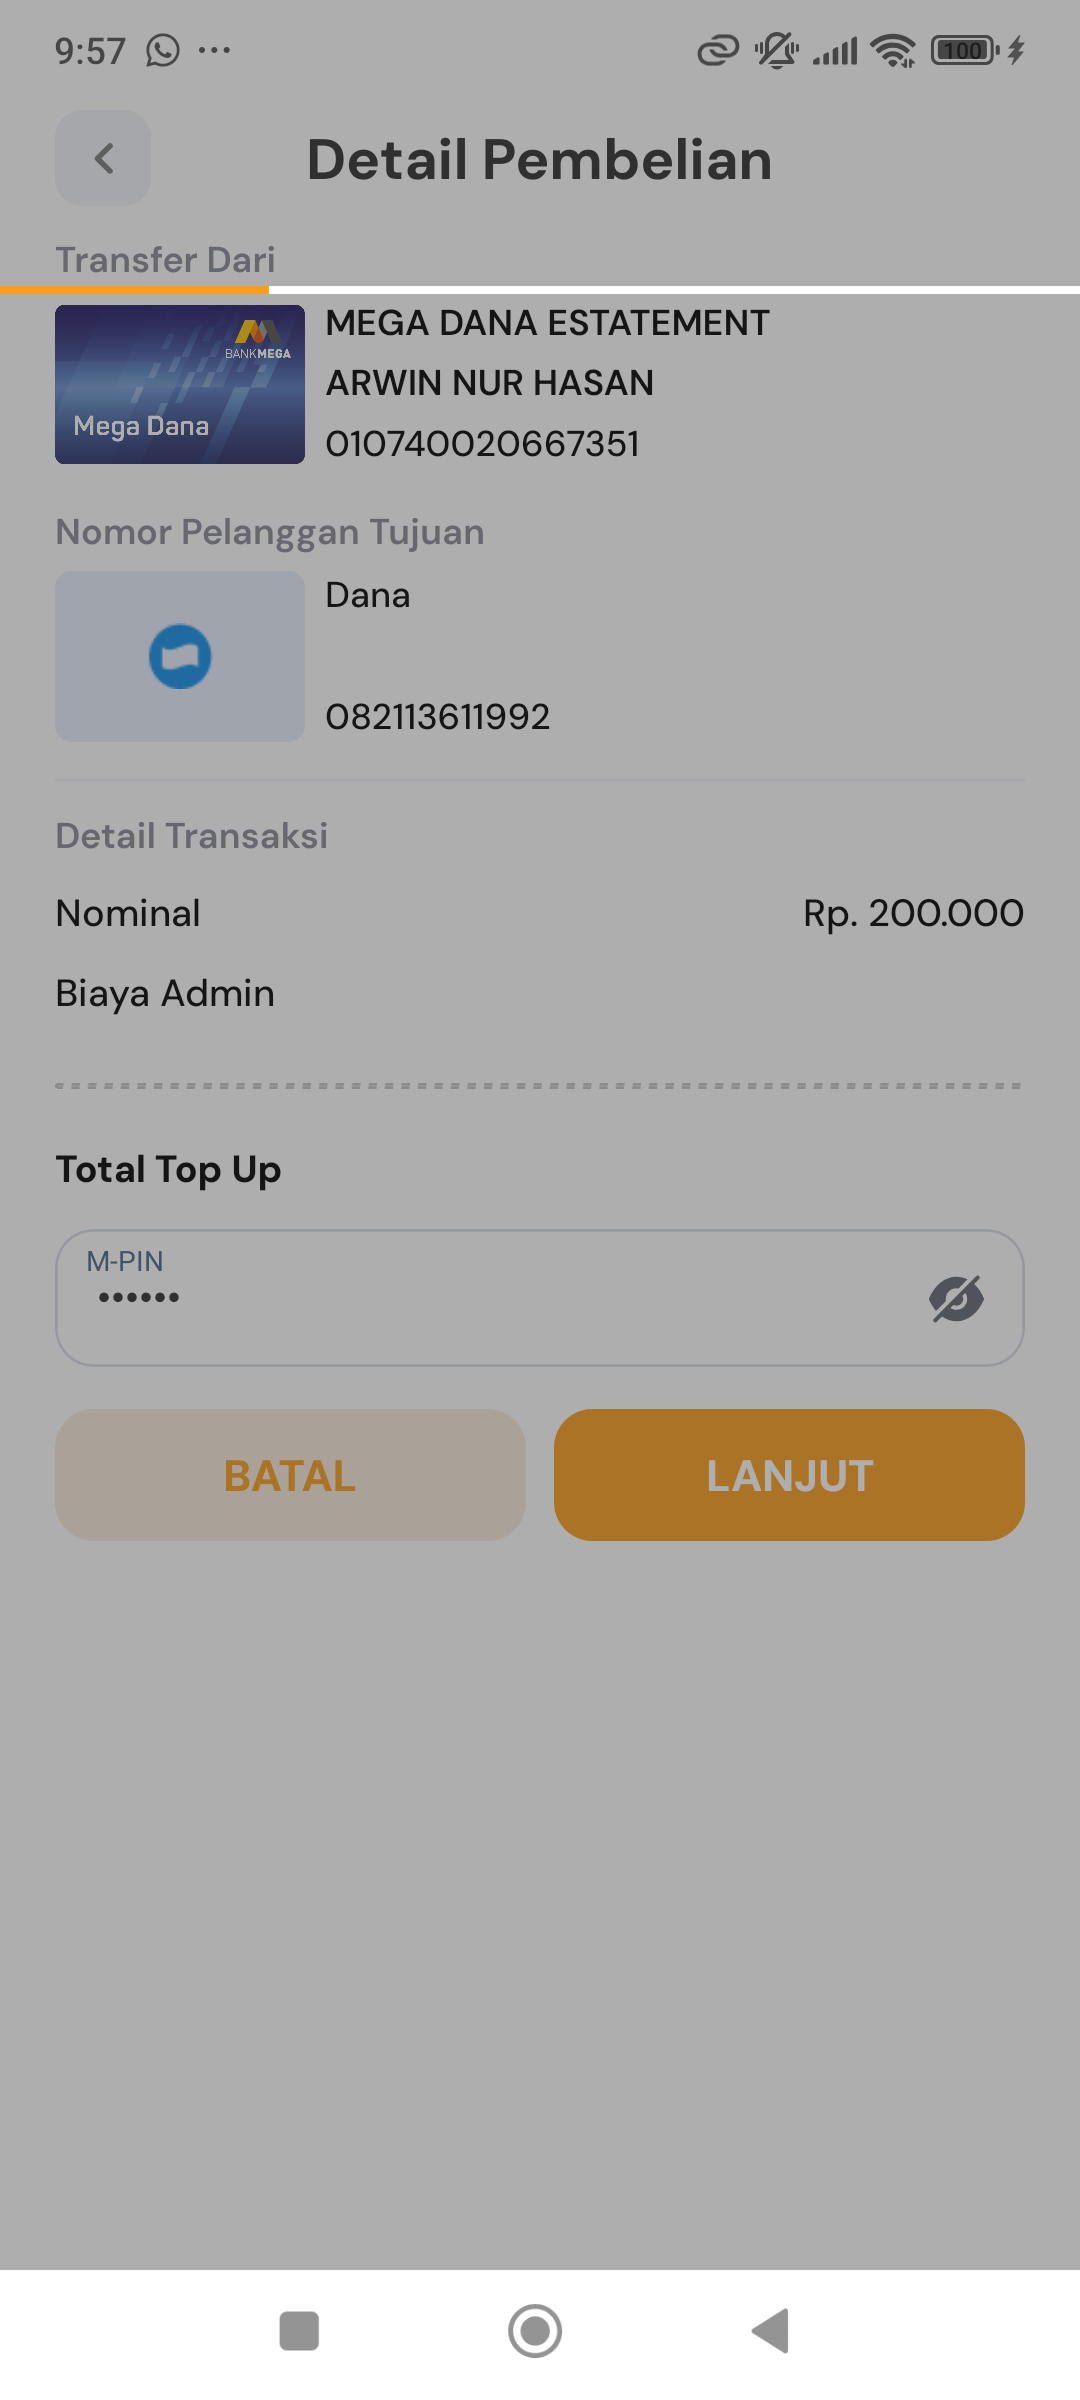 9:57
100
Detail Pembelian
Transfer Dari
BANKMEGA
Mega Dana
MEGA DANA ESTATEMENT
ARWIN NUR HASAN
010740020667351
Nomor Pelanggan Tujuan
Dana
082113611992
Detail Transaksi
Nominal Rp. 200.000
Biaya Admin
Total Top Up
M-PIN
••••••
BATAL LANJUT